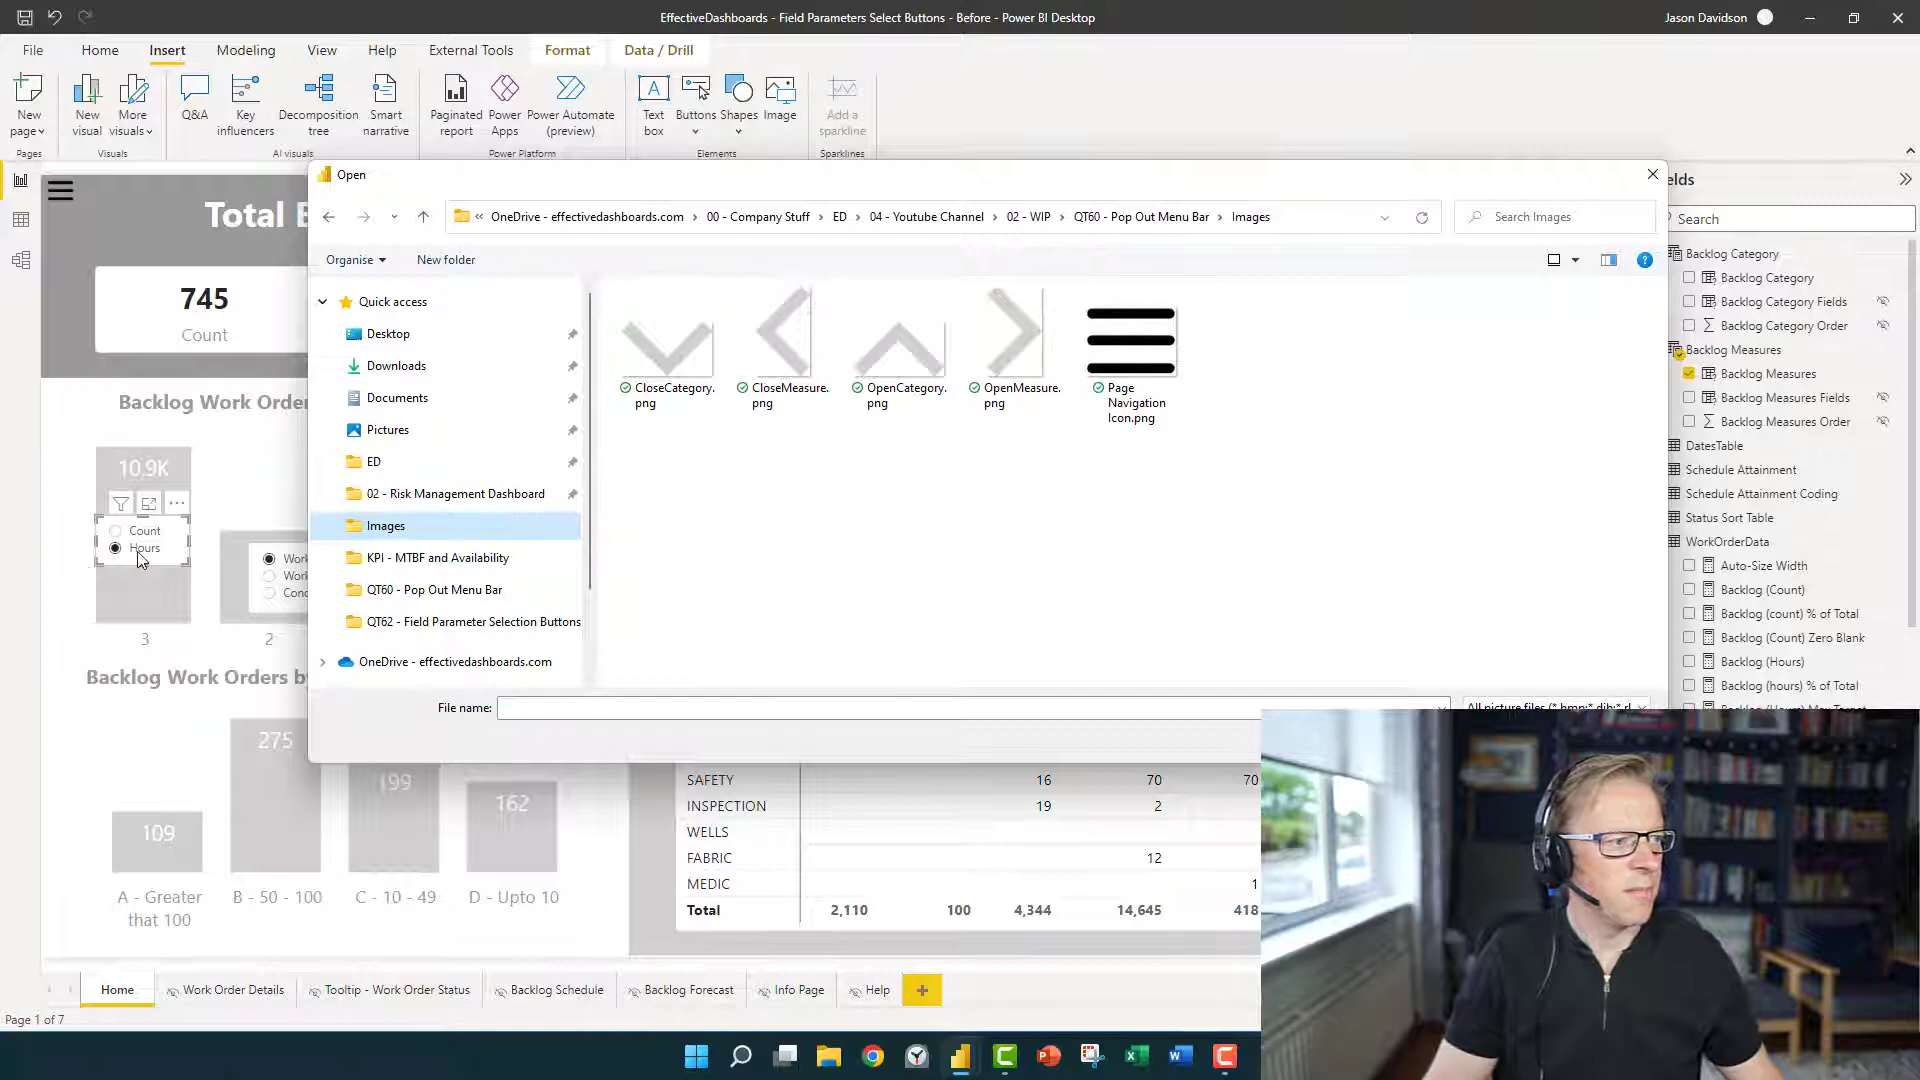 EffectiveDashboards - Field Parameters Select Buttons - Before - Power BI Desktop
Jason Davidson
File
Home
Insert
Modeling
View
Help
External Tools
Format
Data / Drill
New page
New visual
More visuals
Q&A
Key influencers
Decomposition tree
Smart narrative
Paginated report
Power Apps
Power Automate (preview)
Text box
Buttons
Shapes
Image
Add a sparkline
Pages
Visuals
AI visuals
Power Platform
Elements
Sparklines
Open
OneDrive - effectivedashboards.com
00 - Company Stuff
ED
04 - Youtube Channel
02 - WIP
QT60 - Pop Out Menu Bar
Images
Search Images
Organise
New folder
Quick access
Desktop
Downloads
Documents
Pictures
ED
02 - Risk Management Dashboard
Images
KPI - MTBF and Availability
QT60 - Pop Out Menu Bar
QT62 - Field Parameter Selection Buttons
OneDrive - effectivedashboards.com
CloseCategory.png
CloseMeasure.png
OpenCategory.png
OpenMeasure.png
Page Navigation Icon.png
File name:
Total
745
Count
Backlog Work Order
10.9K
Count
Hours
3
2
Backlog Work Orders by
275
199
162
109
A - Greater that 100
B - 50 - 100
C - 10 - 49
D - Upto 10
SAFETY 16 70 70
INSPECTION 19 2
WELLS
FABRIC 12
MEDIC 1
Total 2,110 100 4,344 14,645 418
elds
Search
Backlog Category
Backlog Category
Backlog Category Fields
Backlog Category Order
Backlog Measures
Backlog Measures
Backlog Measures Fields
Backlog Measures Order
DatesTable
Schedule Attainment
Schedule Attainment Coding
Status Sort Table
WorkOrderData
Auto-Size Width
Backlog (Count)
Backlog (count) % of Total
Backlog (Count) Zero Blank
Backlog (Hours)
Backlog (hours) % of Total
Home
Work Order Details
Tooltip - Work Order Status
Backlog Schedule
Backlog Forecast
Info Page
Help
Page 1 of 7